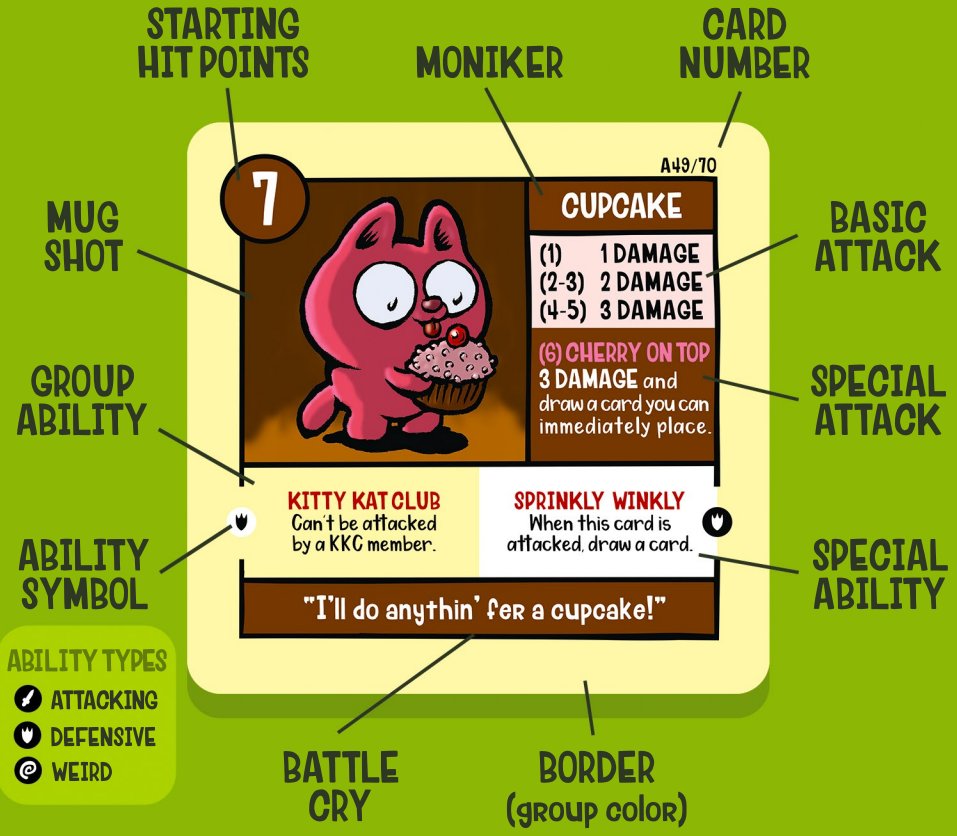 STARTING
HIT POINTS
MONIKER
CARD
NUMBER
A49/70
7
CUPCAKE
MUG
SHOT
BASIC
ATTACK
(1) 1 DAMAGE
(2-3) 2 DAMAGE
(4-5) 3 DAMAGE
(6) CHERRY ON TOP
3 DAMAGE and
draw a card you can
immediately place.
GROUP
ABILITY
SPECIAL
ATTACK
KITTY KAT CLUB
Can't be attacked
by a KKC member.
SPRINKLY WINKLY
When this card is
attacked, draw a card.
ABILITY
SYMBOL
SPECIAL
ABILITY
"I'll do anythin' fer a cupcake!"
ABILITY TYPES
ATTACKING
DEFENSIVE
WEIRD
BATTLE
CRY
BORDER
(group color)